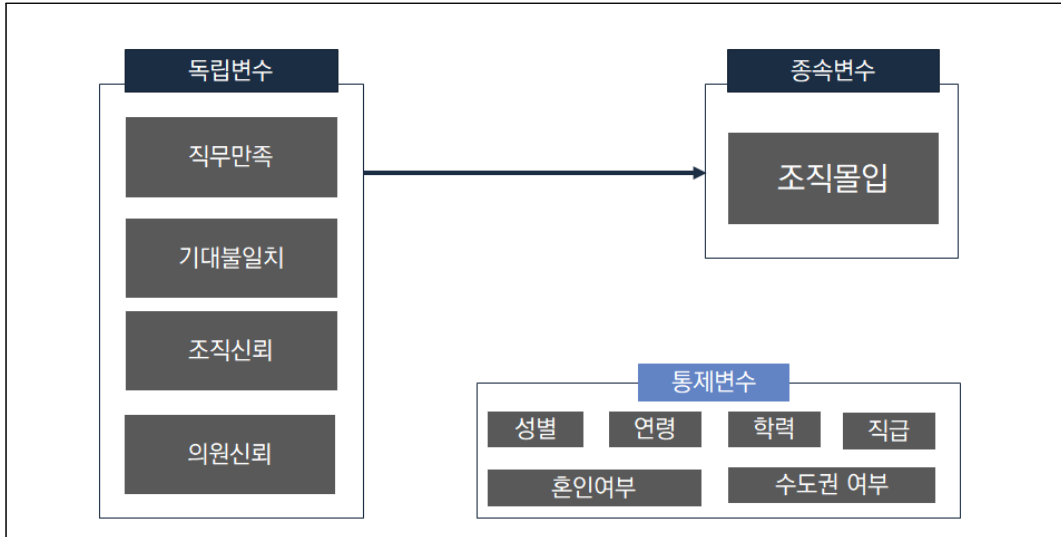 독립변수
직무만족
기대불일치
조직신뢰
의원신뢰
종속변수
조직몰입
통제변수
성별 연령 학력 직급
혼인여부 수도권 여부